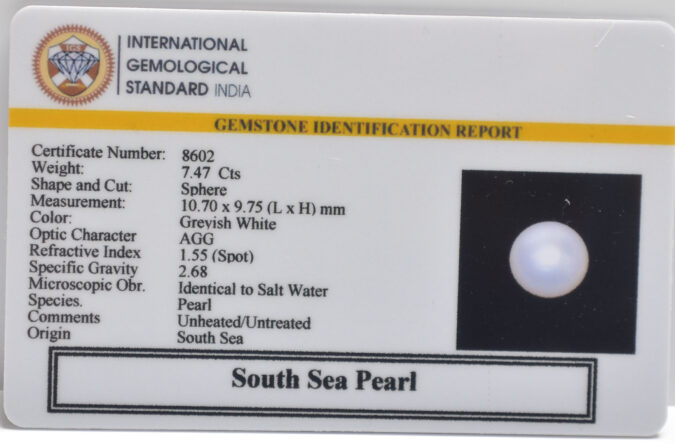 IGS
INTERNATIONAL
GEMOLOGICAL
STANDARD INDIA
GEMSTONE IDENTIFICATION REPORT
Certificate Number: 8602
Weight: 7.47 Cts
Shape and Cut: Sphere
Measurement: 10.70 x 9.75 (L x H) mm
Color: Greyish White
Optic Character AGG
Refractive Index 1.55 (Spot)
Specific Gravity 2.68
Microscopic Obr. Identical to Salt Water
Species. Pearl
Comments Unheated/Untreated
Origin South Sea
South Sea Pearl